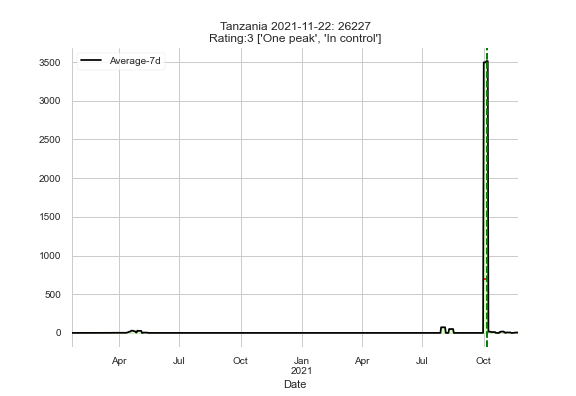 Tanzania 2021-11-22: 26227
Rating:3 ['One peak', 'In control']
Average-7d
3500
3000
2500
2000
1500
1000
500
0
Apr Jul Oct Jan Apr Jul Oct
2021
Date